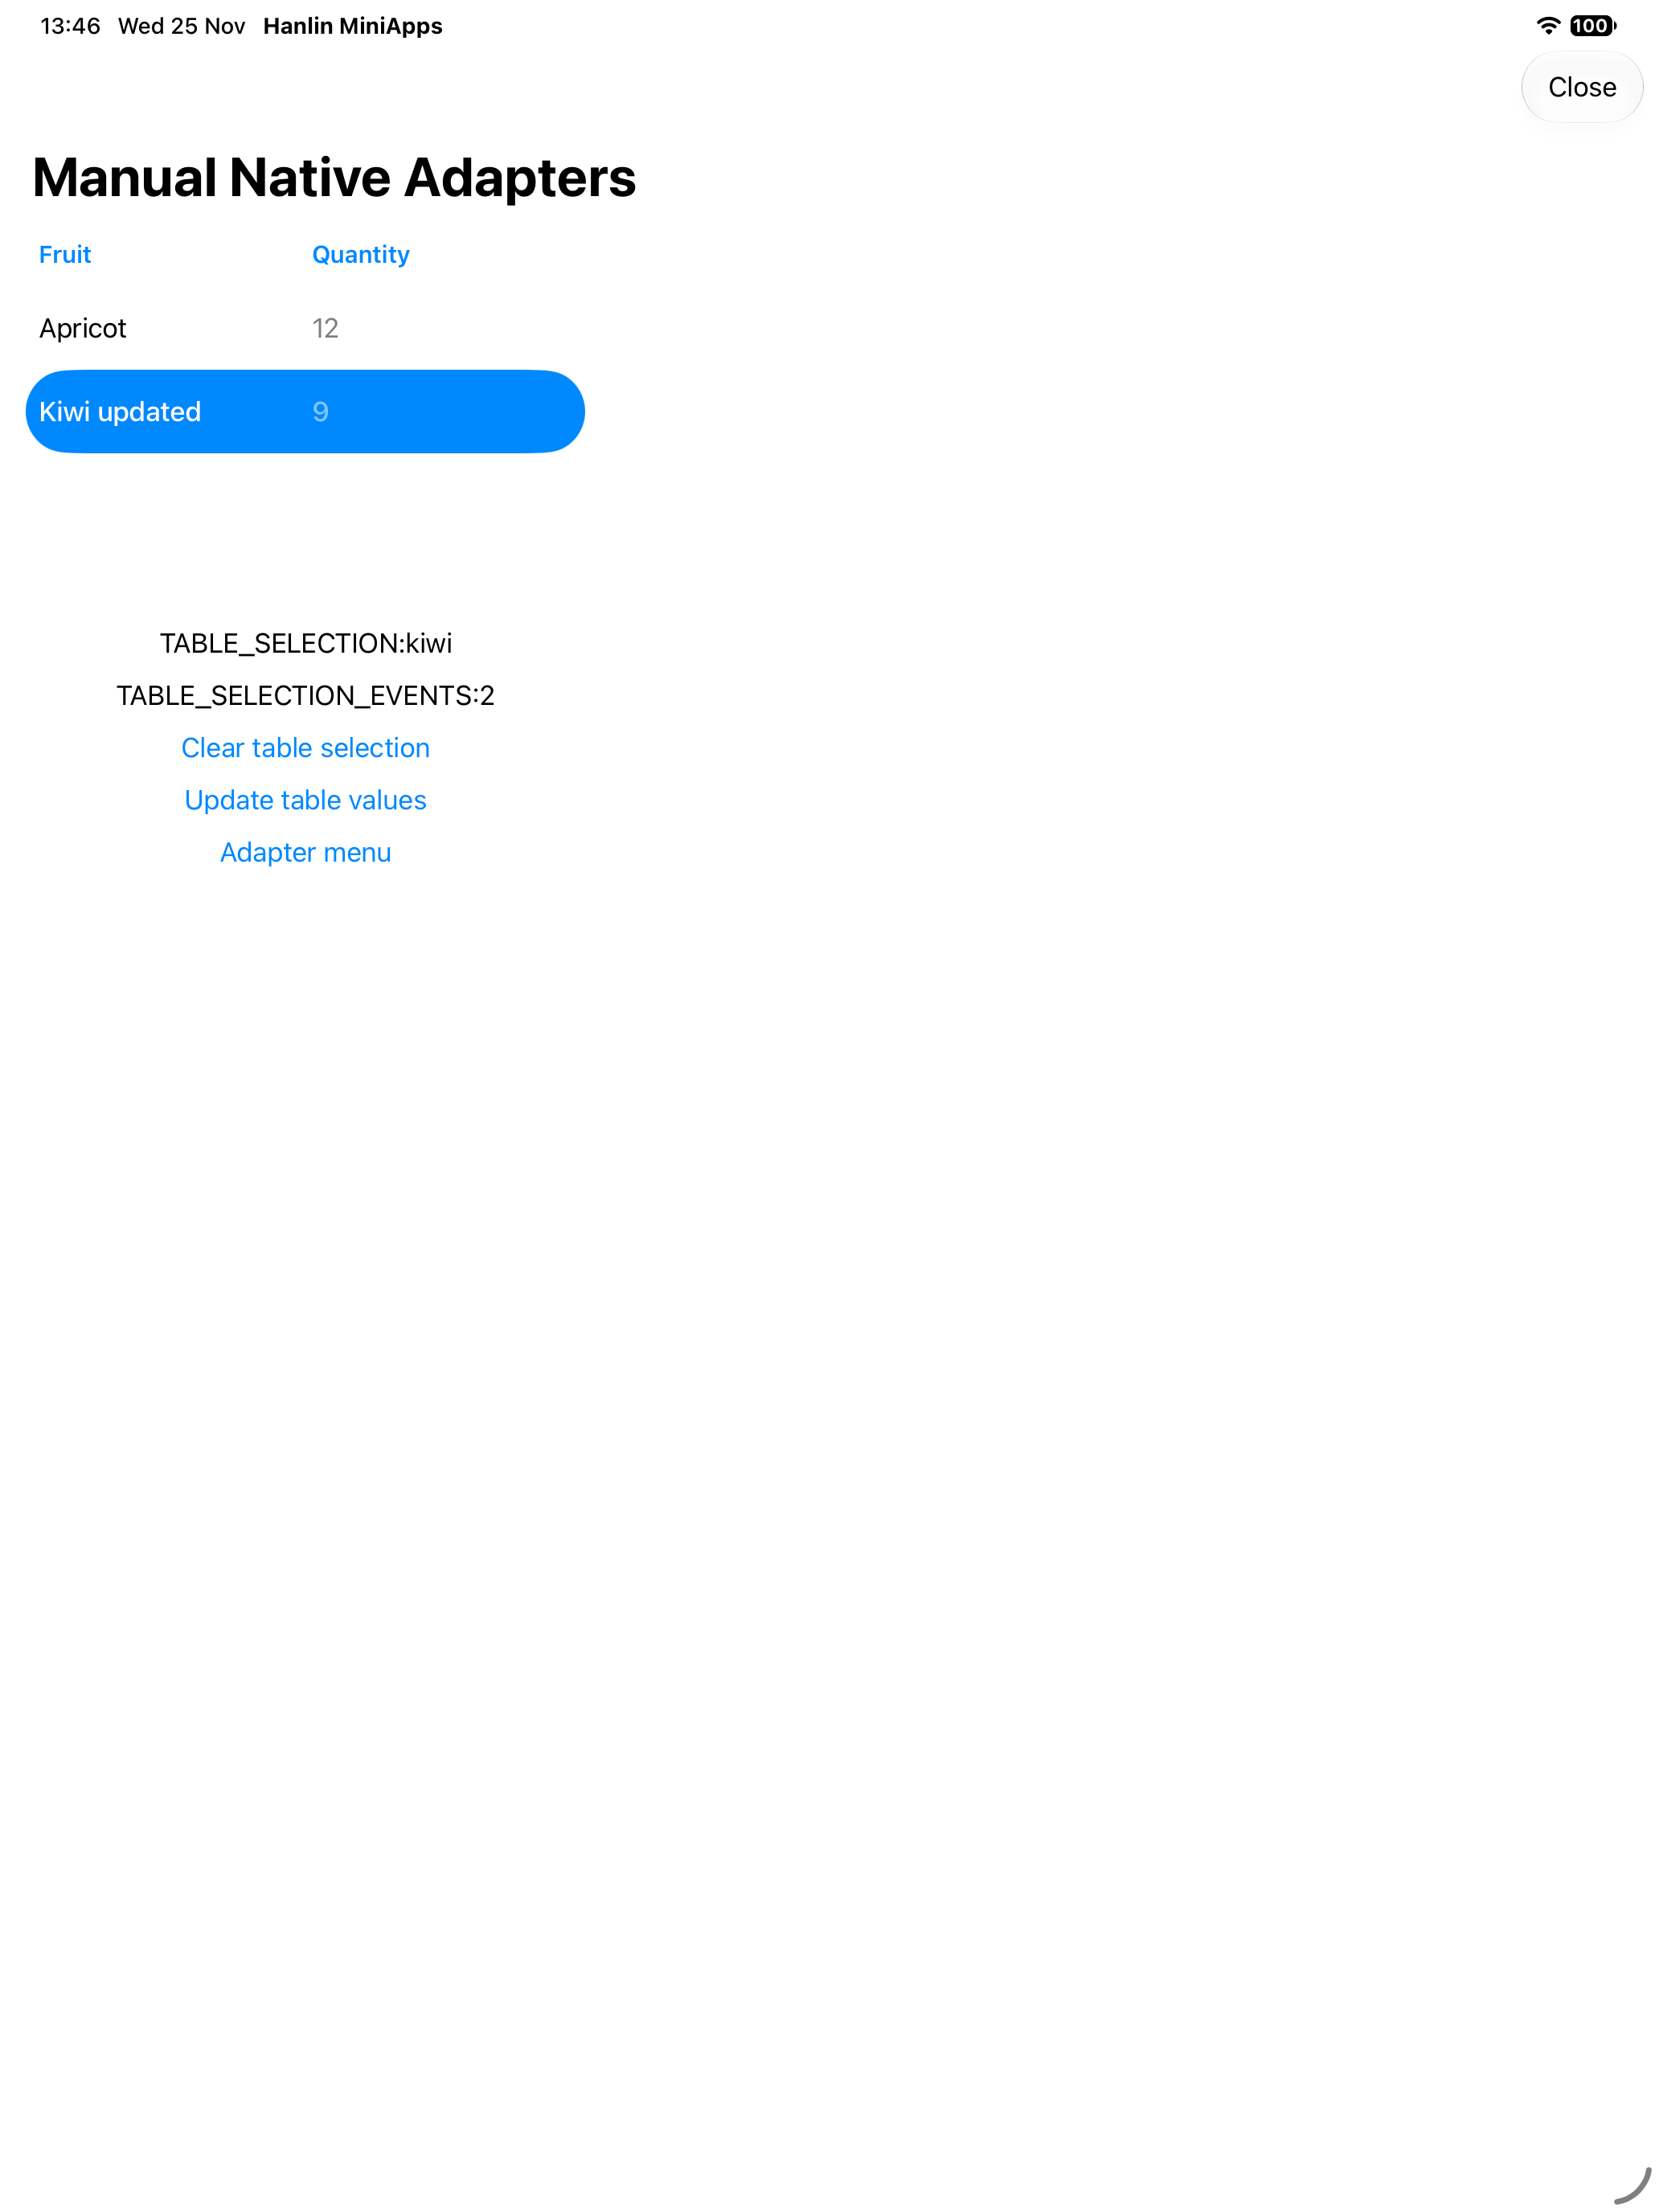 13:46 Wed 25 Nov Hanlin MiniApps 100
Close
Manual Native Adapters
Fruit Quantity
Apricot 12
Kiwi updated 9
TABLE_SELECTION:kiwi
TABLE_SELECTION_EVENTS:2
Clear table selection
Update table values
Adapter menu